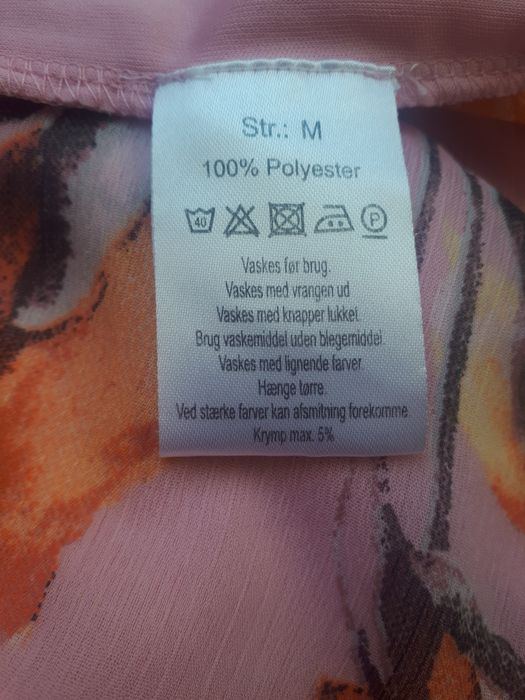 Str.: M
100% Polyester
40 P
Vaskes før brug.
Vaskes med vrangen ud
Vaskes med knapper lukket.
Brug vaskemiddel uden blegemiddel.
Vaskes med lignende farver.
Hænge tørre.
Ved stærke farver kan afsmitning forekomme.
Krymp max. 5%